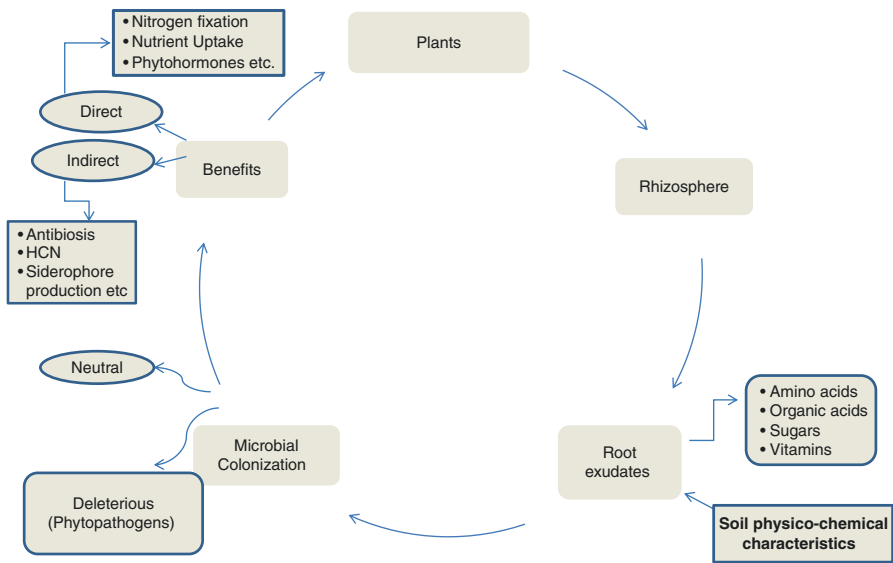 • Nitrogen fixation
• Nutrient Uptake
• Phytohormones etc.
Plants
Direct
Indirect
Benefits
Rhizosphere
• Antibiosis
• HCN
• Siderophore
production etc
Neutral
Microbial
Colonization
Root
exudates
• Amino acids
• Organic acids
• Sugars
• Vitamins
Deleterious
(Phytopathogens)
Soil physico-chemical
characteristics